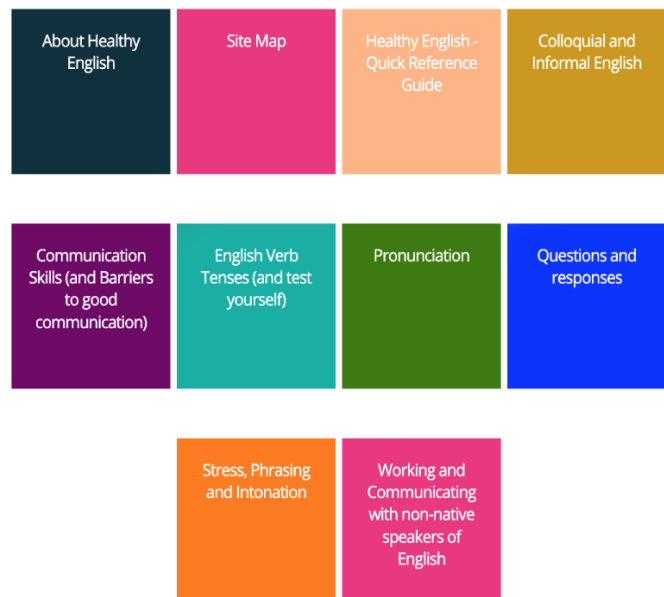 About Healthy
English
Site Map
Healthy English -
Quick Reference
Guide
Colloquial and
Informal English
Communication
Skills (and Barriers
to good
communication)
English Verb
Tenses (and test
yourself)
Pronunciation
Questions and
responses
Stress, Phrasing
and Intonation
Working and
Communicating
with non-native
speakers of
English